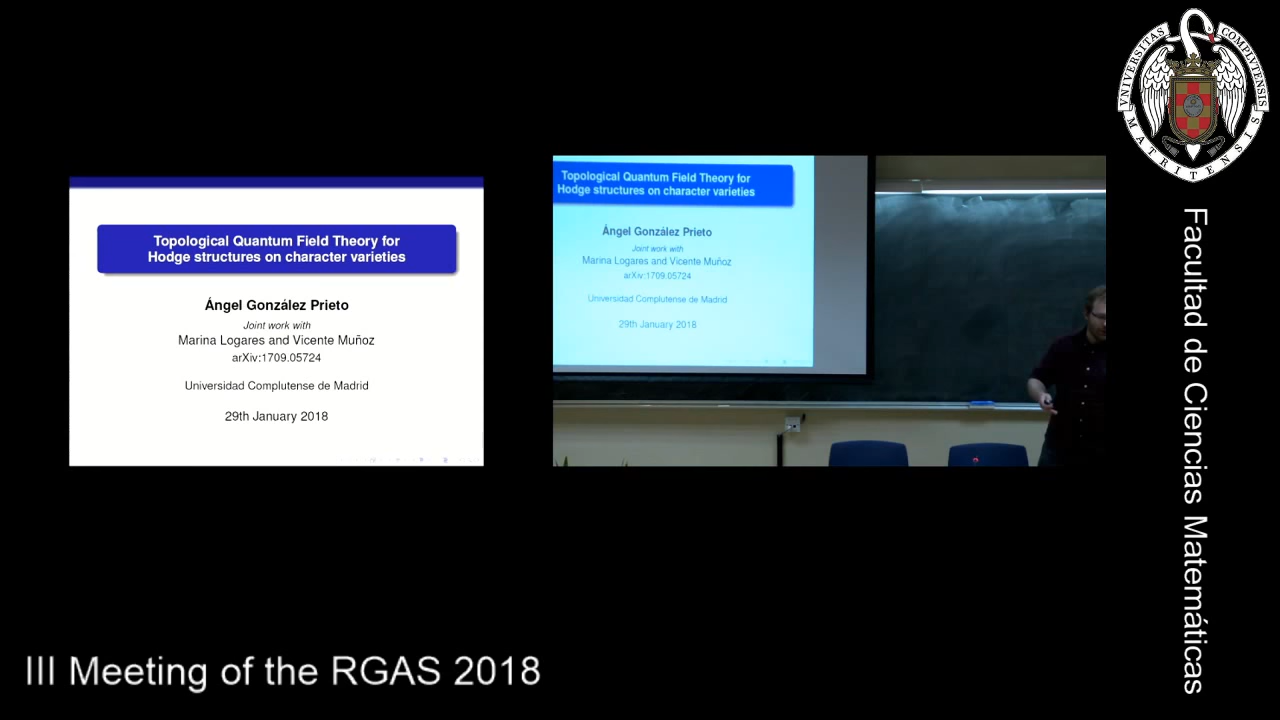 Topological Quantum Field Theory for
Hodge structures on character varieties
Ángel González Prieto
Joint work with
Marina Logares and Vicente Muñoz
arXiv:1709.05724
Universidad Complutense de Madrid
29th January 2018
Topological Quantum Field Theory for
Hodge structures on character varieties
Ángel González Prieto
Joint work with
Marina Logares and Vicente Muñoz
arXiv:1709.05724
Universidad Complutense de Madrid
29th January 2018
VNIVERSITAS COMPLVTENSIS
MATRITENSIS
Facultad de Ciencias Matemáticas
III Meeting of the RGAS 2018